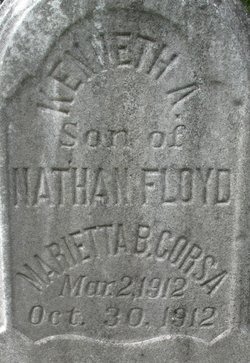 KENNETH A.
Son of
NATHAN FLOYD
MARIETTA B. CORSA
Mar. 2, 1912
Oct. 30, 1912